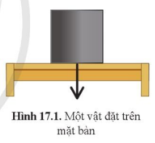 Hình 17.1. Một vật đặt trên
mặt bàn